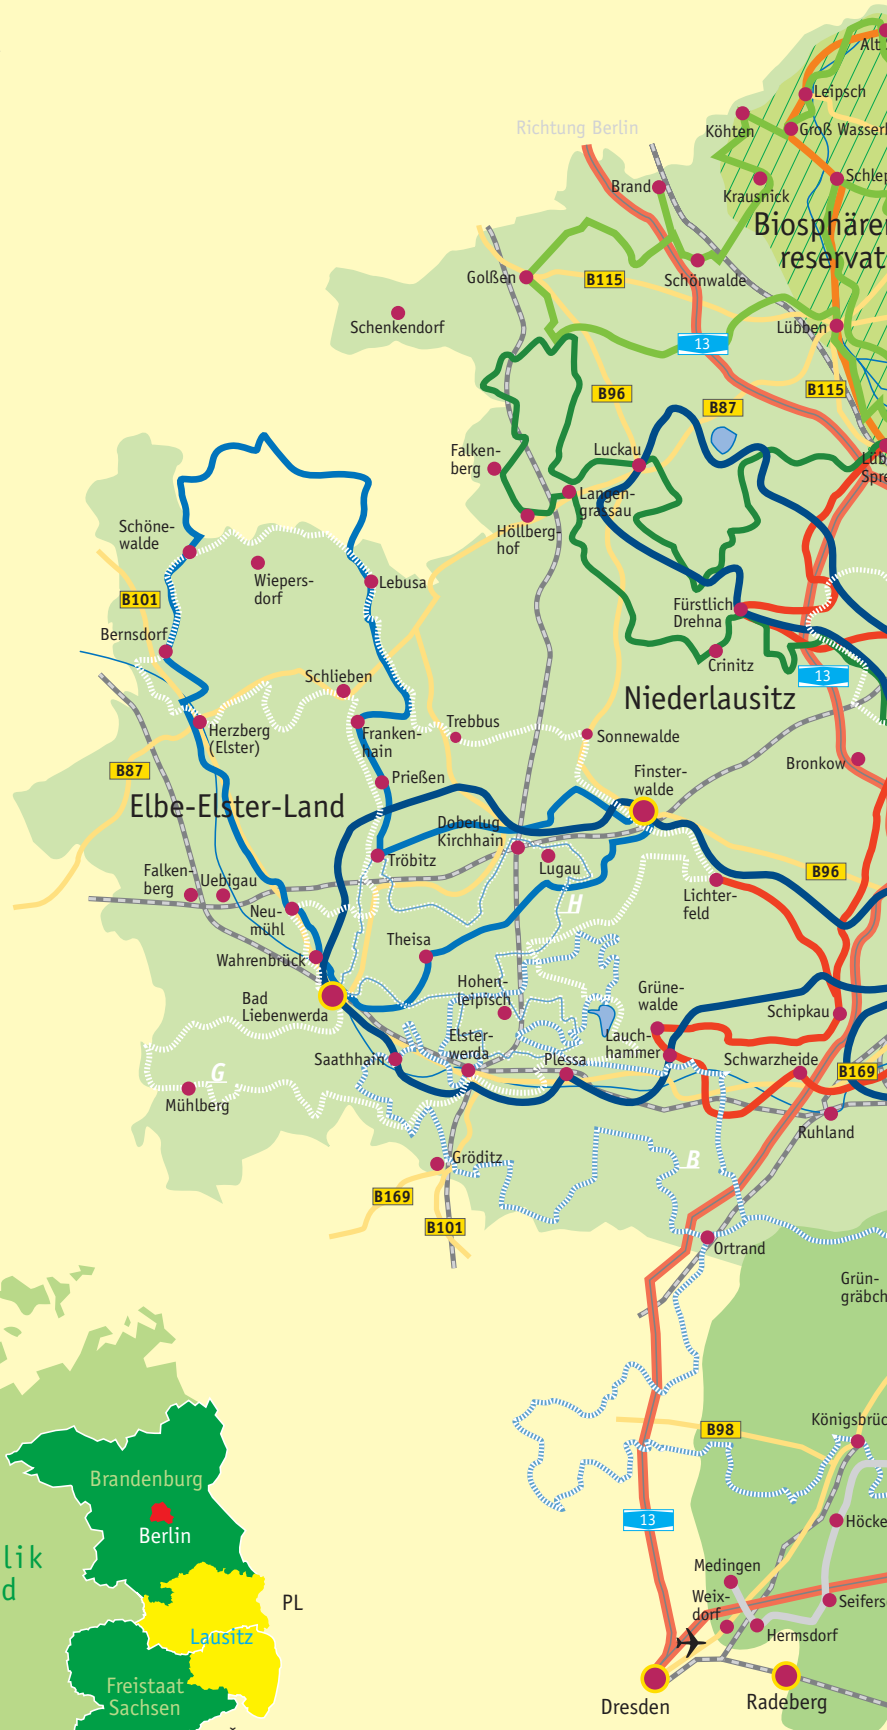 Alt
Leipsch
Richtung Berlin
Köhten
Groß Wasser
Brand
Krausnick
Schlep
Biosphären
reservat
Golßen
B115
Schönwalde
Schenkendorf
Lübben
13
B96
B115
B87
Falken-
berg
Luckau
Lüb
Spre
Langen-
grassau
Höllberg-
hof
Schöne-
walde
Wiepers-
dorf
Lebusa
B101
Fürstlich
Drehna
Bernsdorf
Crinitz
Schlieben
13
Niederlausitz
Herzberg
(Elster)
Franken-
hain
Trebbus
Sonnewalde
Bronkow
B87
Prießen
Finster-
walde
Elbe-Elster-Land
Doberlug
Kirchhain
Tröbitz
Lugau
B96
Falken-
berg
Uebigau
Lichter-
feld
Neu-
mühl
H
Theisa
Wahrenbrück
Hohen-
leipisch
Grüne-
walde
Bad
Liebenwerda
Schipkau
Elster-
werda
Lauch-
hammer
Saathhain
Plessa
Schwarzheide
B169
G
Mühlberg
Ruhland
Gröditz
B
B169
B101
Ortrand
Grün-
gräbch
B98
Königsbrüc
Brandenburg
13
Höcke
Berlin
lik
d
Medingen
PL
Weix-
dorf
Seifers
Lausitz
Hermsdorf
Freistaat
Sachsen
Dresden
Radeberg